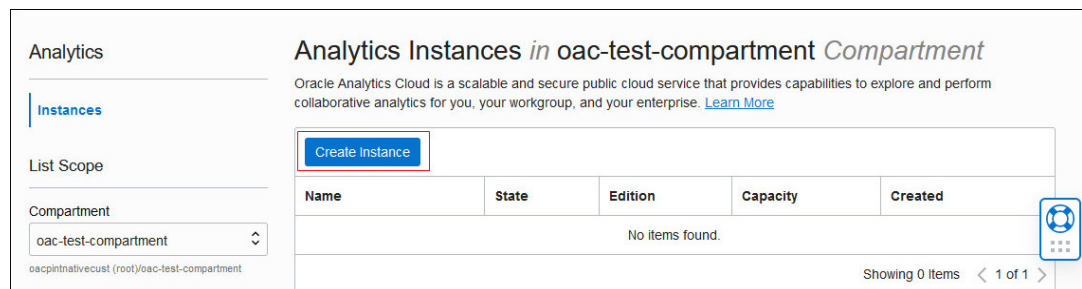 Analytics
Instances
List Scope
Compartment
oac-test-compartment
oacpintnativecust (root)/oac-test-compartment
Analytics Instances in oac-test-compartment Compartment
Oracle Analytics Cloud is a scalable and secure public cloud service that provides capabilities to explore and perform
collaborative analytics for you, your workgroup, and your enterprise. Learn More
Create Instance
Name State Edition Capacity Created
No items found.
Showing 0 Items < 1 of 1 >